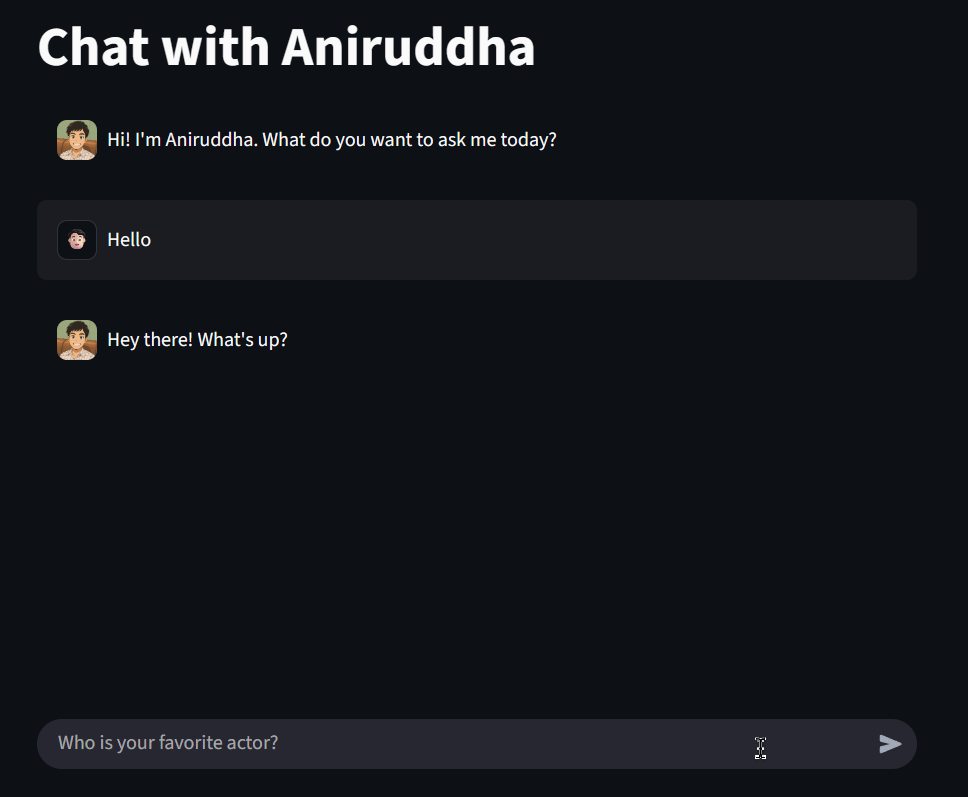 Chat with Aniruddha
Hi! I'm Aniruddha. What do you want to ask me today?
Hello
Hey there! What's up?
Who is your favorite actor?